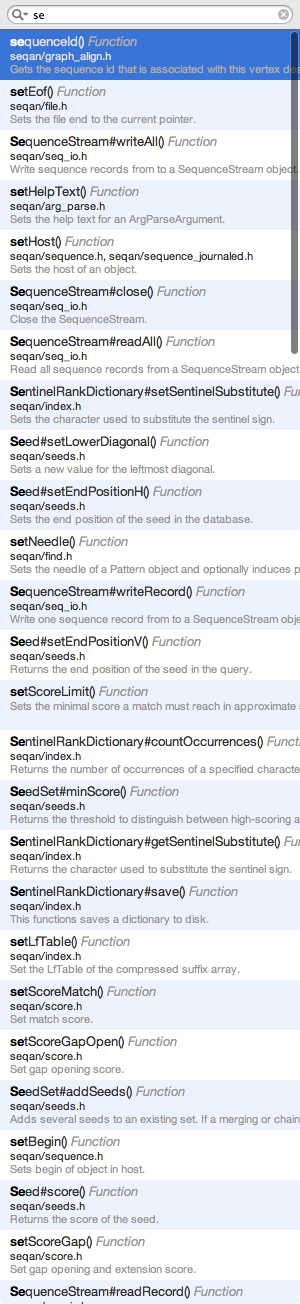 se
sequenceId() Function
seqan/graph_align.h
Gets the sequence id that is associated with this vertex
setEof() Function
seqan/file.h
Sets the file end to the current pointer.
SequenceStream#writeAll() Function
seqan/seq_io.h
Write sequence records from to a SequenceStream object.
setHelpText() Function
seqan/arg_parse.h
Sets the help text for an ArgParseArgument.
setHost() Function
seqan/sequence.h, seqan/sequence_journaled.h
Sets the host of an object.
SequenceStream#close() Function
seqan/seq_io.h
Close the SequenceStream.
SequenceStream#readAll() Function
seqan/seq_io.h
Read all sequence records from a SequenceStream object
SentinelRankDictionary#setSentinelSubstitute() Fu
seqan/index.h
Sets the character used to substitute the sentinel sign.
Seed#setLowerDiagonal() Function
seqan/seeds.h
Sets a new value for the leftmost diagonal.
Seed#setEndPositionH() Function
seqan/seeds.h
Sets the end position of the seed in the database.
setNeedle() Function
seqan/find.h
Sets the needle of a Pattern object and optionally induces p
SequenceStream#writeRecord() Function
seqan/seq_io.h
Write one sequence record from to a SequenceStream obje
Seed#setEndPositionV() Function
seqan/seeds.h
Returns the end position of the seed in the query.
setScoreLimit() Function
Sets the minimal score a match must reach in approximate
SentinelRankDictionary#countOccurrences() Functi
seqan/index.h
Returns the number of occurrences of a specified characte
SeedSet#minScore() Function
seqan/seeds.h
Returns the threshold to distinguish between high-scoring a
SentinelRankDictionary#getSentinelSubstitute() Fu
seqan/index.h
Returns the character used to substitute the sentinel sign.
SentinelRankDictionary#save() Function
seqan/index.h
This functions saves a dictionary to disk.
setLfTable() Function
seqan/index.h
Set the LfTable of the compressed suffix array.
setScoreMatch() Function
seqan/score.h
Set match score.
setScoreGapOpen() Function
seqan/score.h
Set gap opening score.
SeedSet#addSeeds() Function
seqan/seeds.h
Adds several seeds to an existing set. If a merging or chain
setBegin() Function
seqan/sequence.h
Sets begin of object in host.
Seed#score() Function
seqan/seeds.h
Returns the score of the seed.
setScoreGap() Function
seqan/score.h
Set gap opening and extension score.
SequenceStream#readRecord() Function